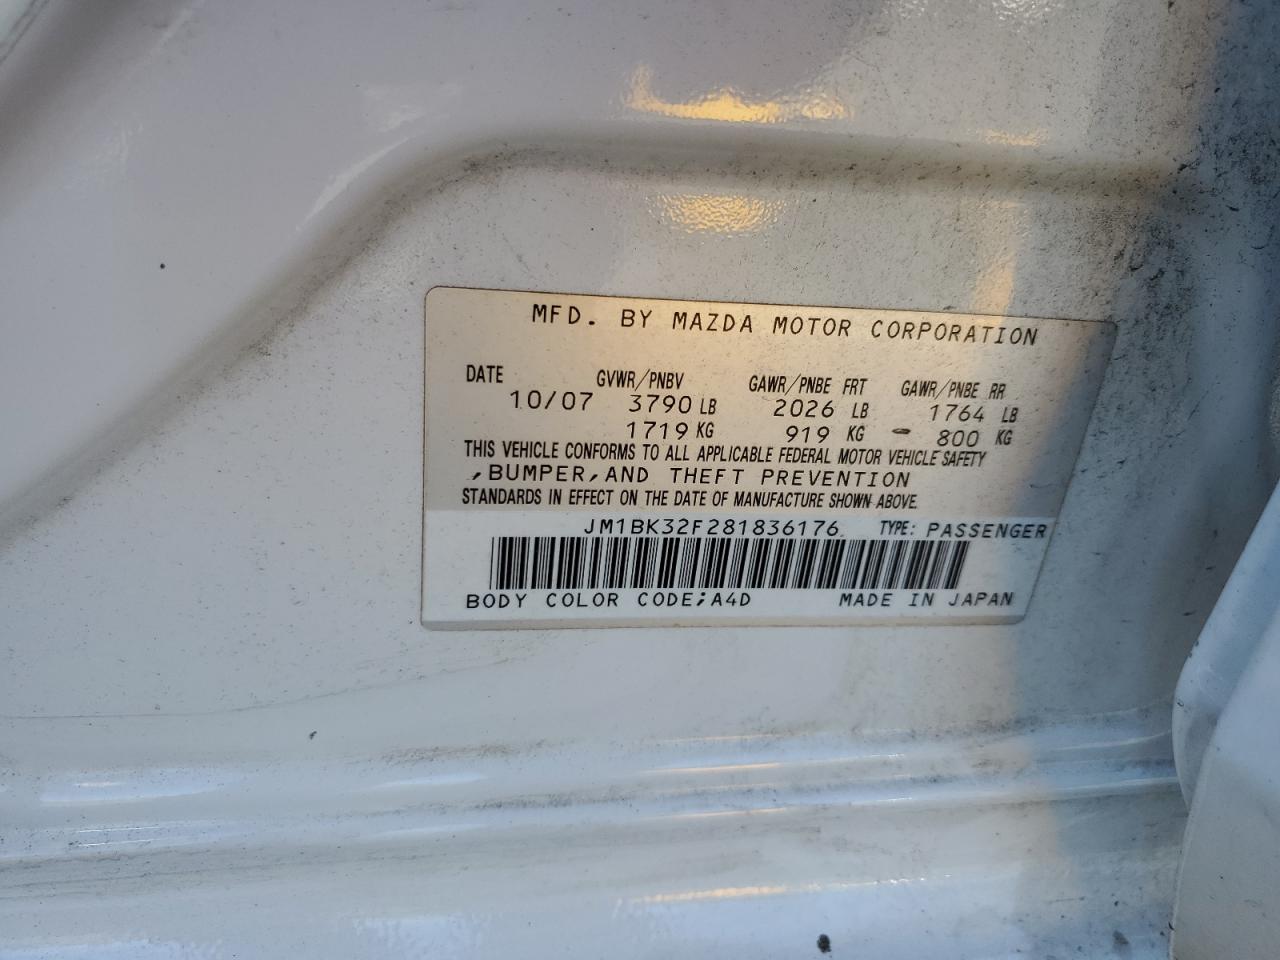 MFD. BY MAZDA MOTOR CORPORATION
DATE GVWR/PNBV GAWR/PNBE FRT GAWR/PNBE RR
10/07 3790 LB 2026 LB 1764 LB
1719 KG 919 KG 800 KG
THIS VEHICLE CONFORMS TO ALL APPLICABLE FEDERAL MOTOR VEHICLE SAFETY
,BUMPER,AND THEFT PREVENTION
STANDARDS IN EFFECT ON THE DATE OF MANUFACTURE SHOWN ABOVE.
JM1BK32F281836176 TYPE: PASSENGER
BODY COLOR CODE;A4D MADE IN JAPAN